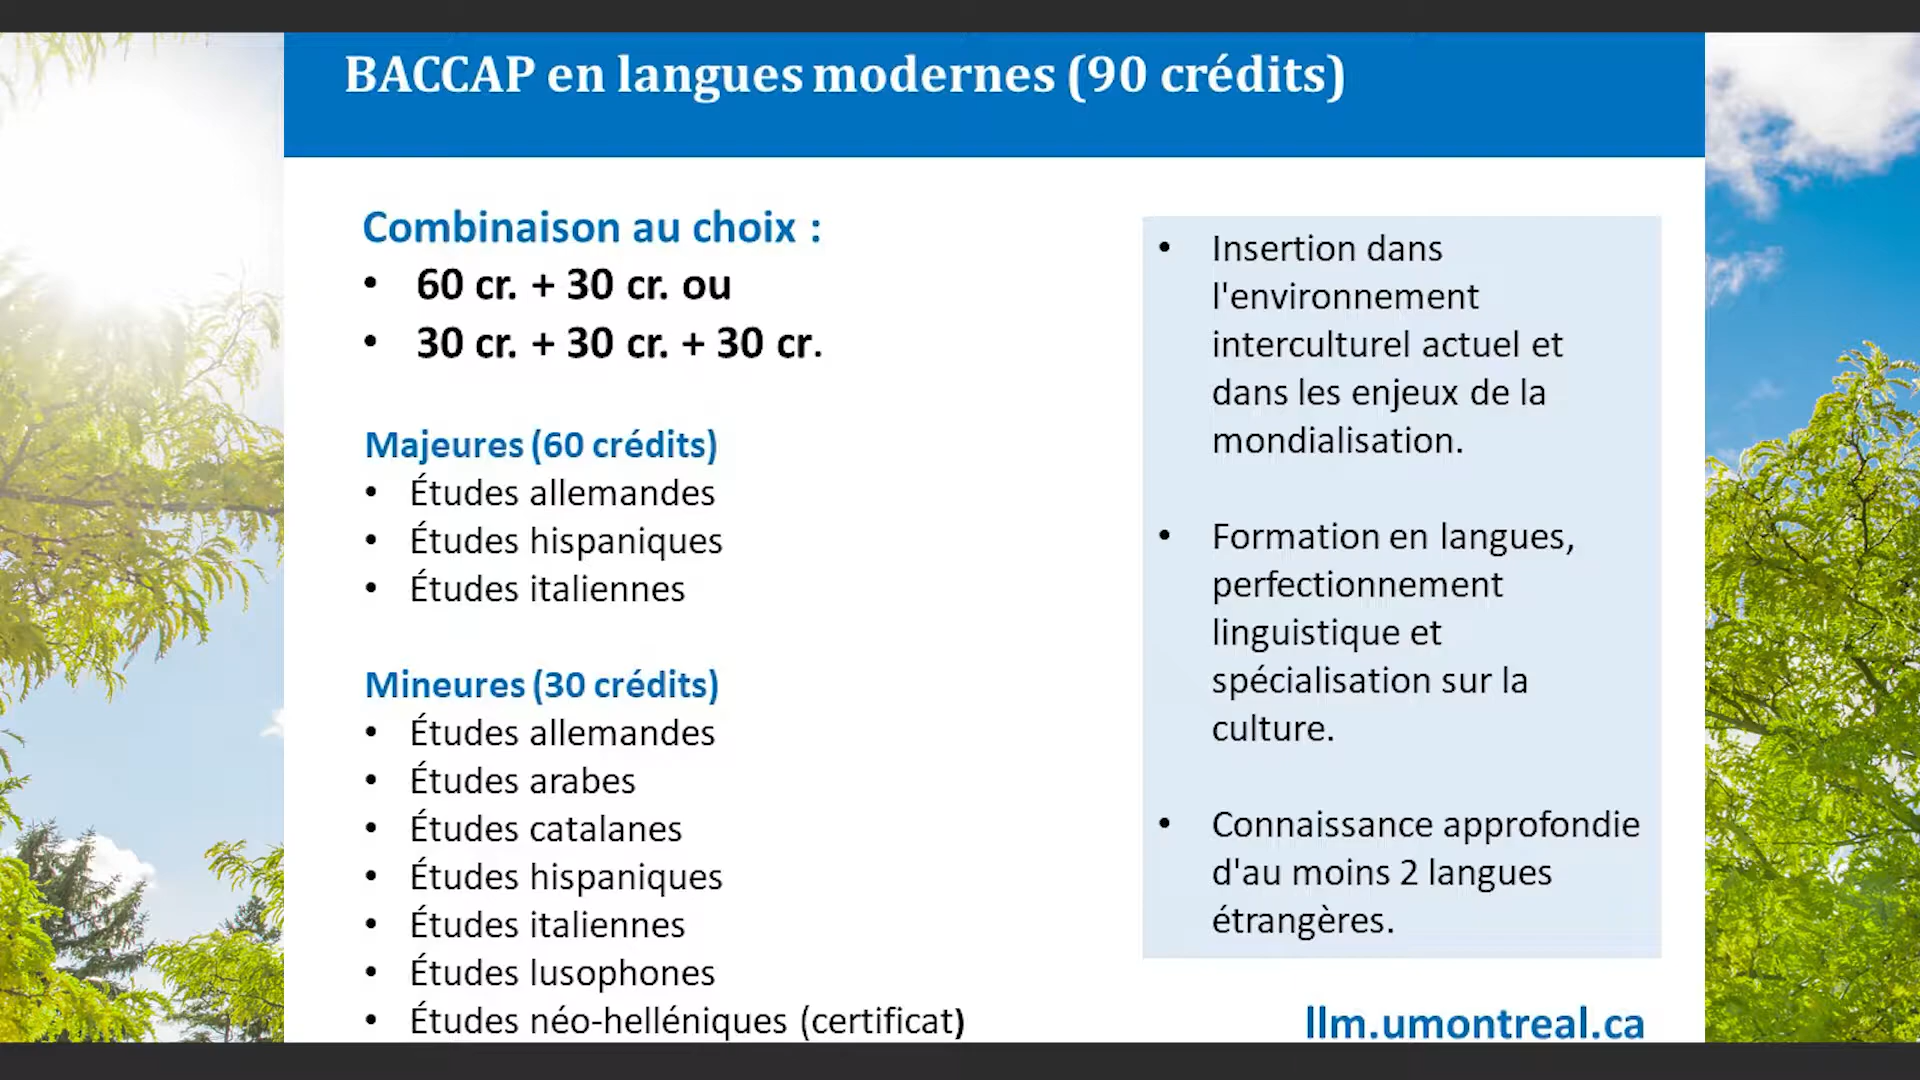 BACCAP en langues modernes (90 crédits)
Combinaison au choix :
• 60 cr. + 30 cr. ou
• 30 cr. + 30 cr. + 30 cr.
Majeures (60 crédits)
• Études allemandes
• Études hispaniques
• Études italiennes
Mineures (30 crédits)
• Études allemandes
• Études arabes
• Études catalanes
• Études hispaniques
• Études italiennes
• Études lusophones
• Études néo-helléniques (certificat)
• Insertion dans
l'environnement
interculturel actuel et
dans les enjeux de la
mondialisation.
• Formation en langues,
perfectionnement
linguistique et
spécialisation sur la
culture.
• Connaissance approfondie
d'au moins 2 langues
étrangères.
llm.umontreal.ca